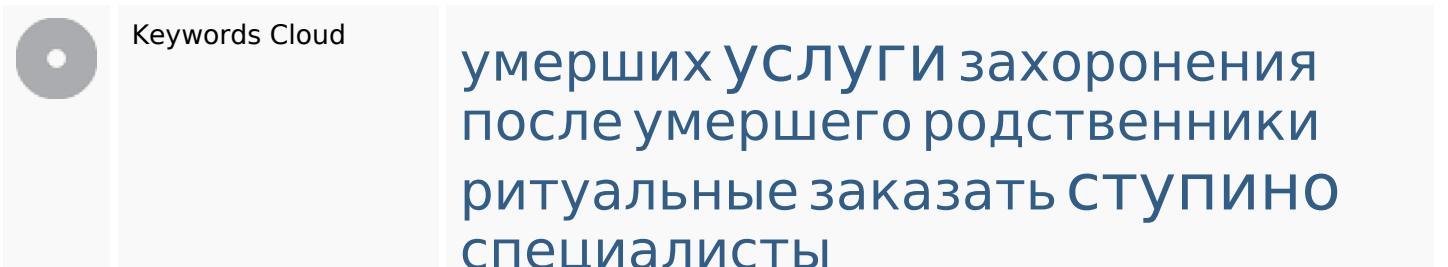 Keywords Cloud
умерших услуги захоронения
после умершего родственники
ритуальные заказать ступино
специалисты